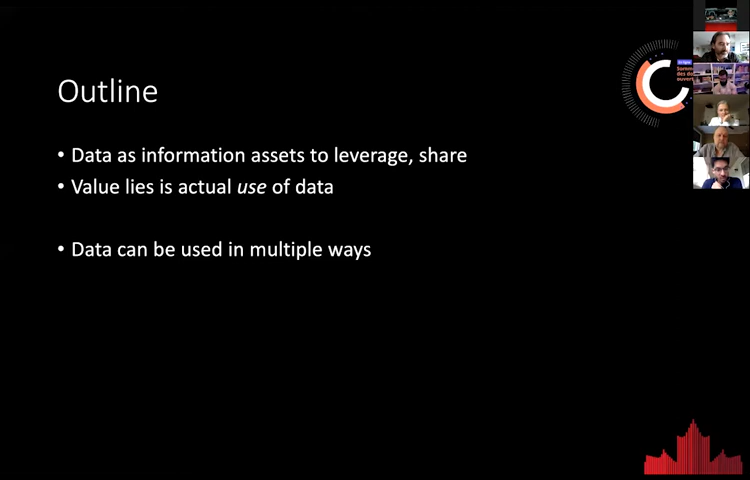 Outline
• Data as information assets to leverage, share
• Value lies is actual use of data
• Data can be used in multiple ways